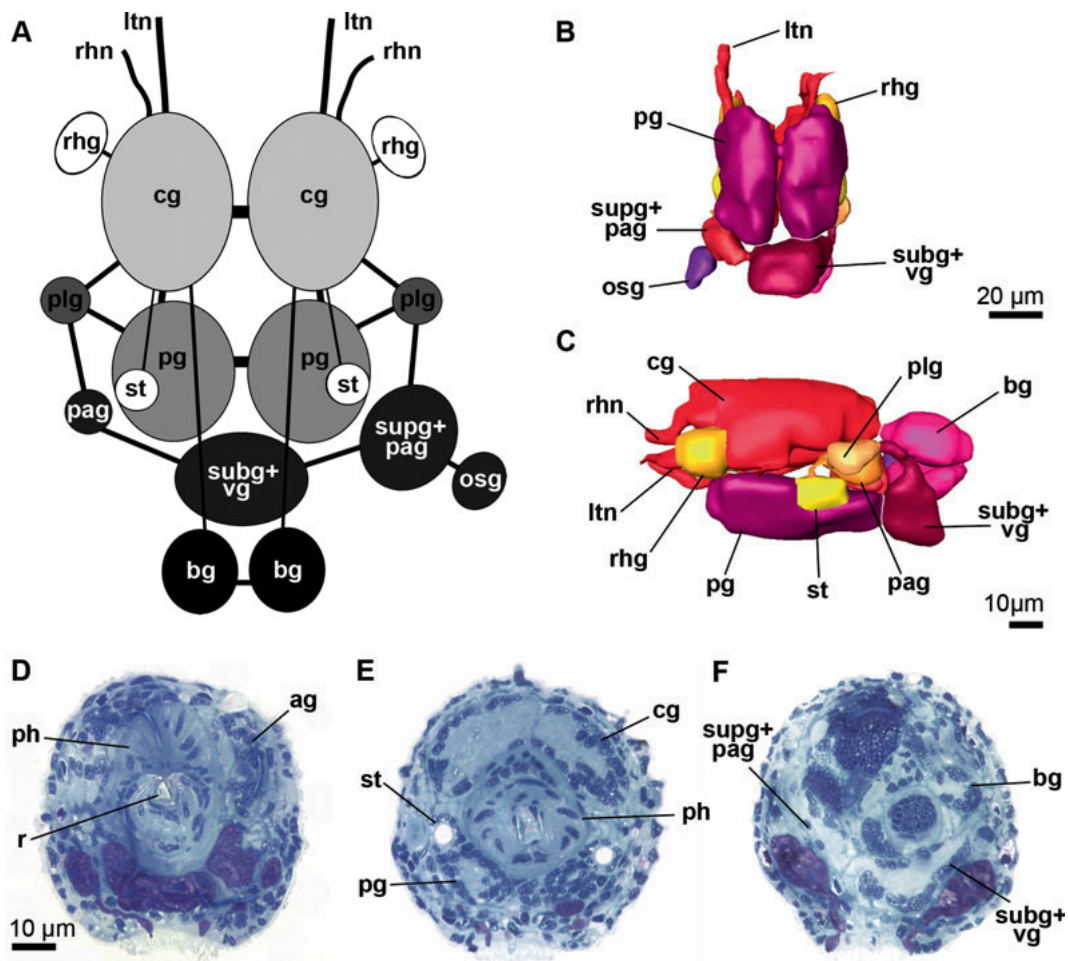 A
ltn
ltn
rhn
rhn
rhg
rhg
cg
cg
plg
plg
pg
pg
st
st
pag
supg+
pag
subg+
vg
osg
bg
bg
B
ltn
rhg
pg
supg+
pag
subg+
vg
osg
20 µm
C
cg
plg
bg
rhn
ltn
rhg
pg
st
pag
subg+
vg
10µm
D
ag
ph
r
10 µm
E
cg
st
ph
pg
F
supg+
pag
bg
subg+
vg